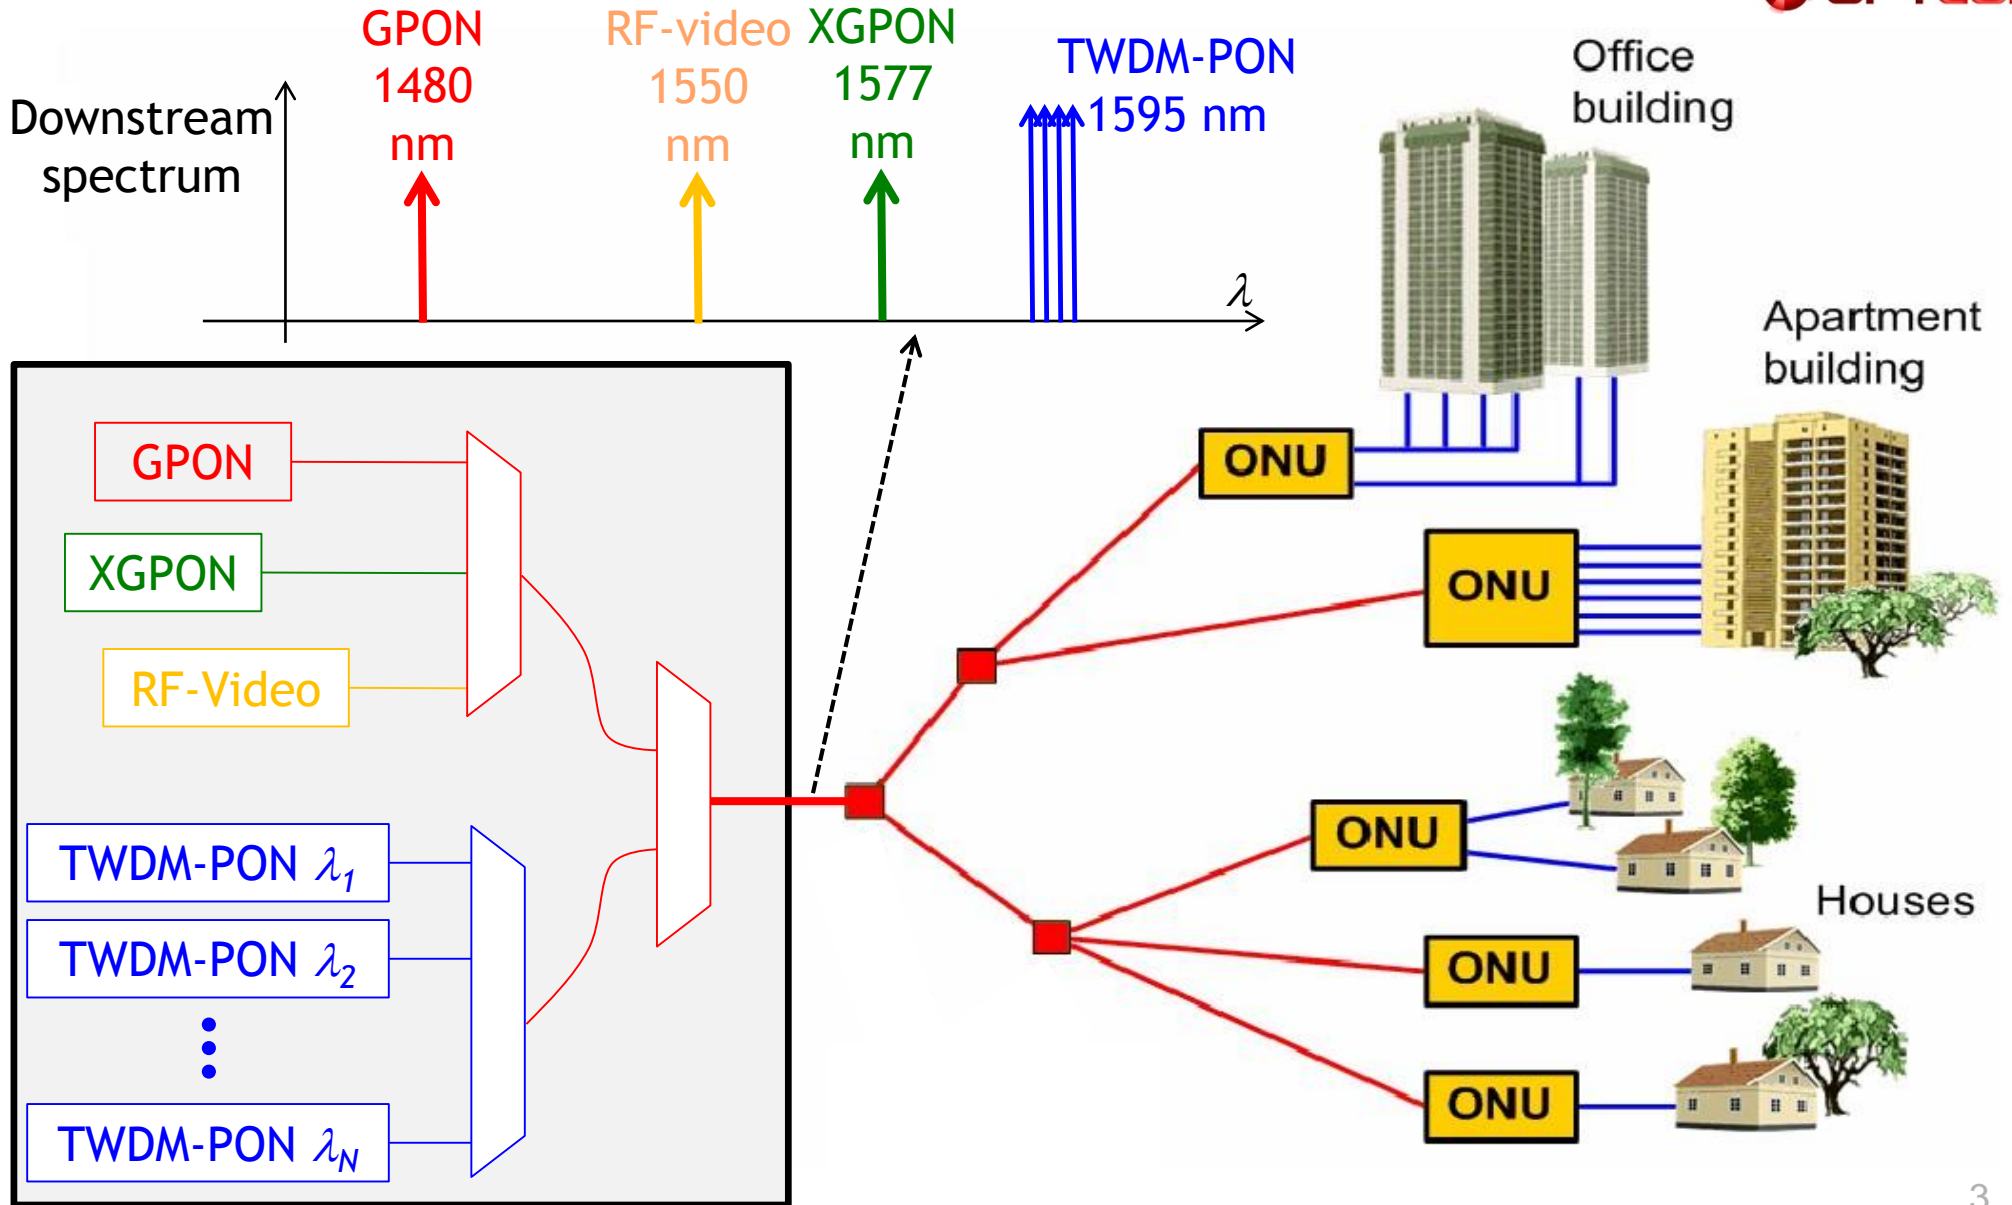 GPON
1480
nm
RF-video
1550
nm
XGPON
1577
nm
TWDM-PON
1595 nm
Downstream
spectrum
λ
Office
building
Apartment
building
GPON
XGPON
RF-Video
TWDM-PON λ1
TWDM-PON λ2
TWDM-PON λN
ONU
ONU
ONU
ONU
ONU
Houses
3